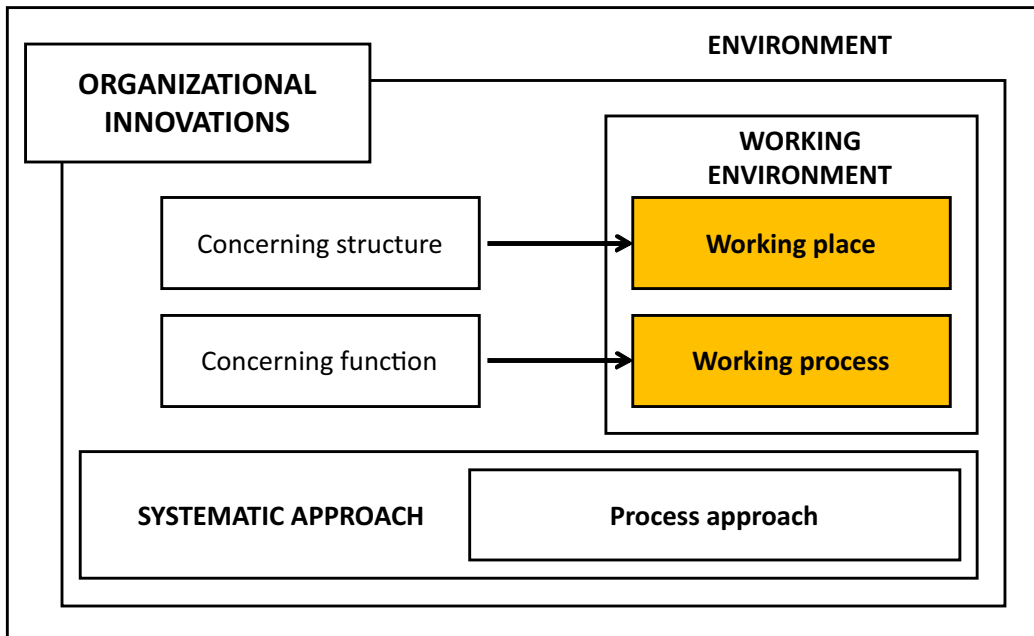 ENVIRONMENT
ORGANIZATIONAL
INNOVATIONS
WORKING
ENVIRONMENT
Concerning structure
Working place
Concerning function
Working process
SYSTEMATIC APPROACH
Process approach